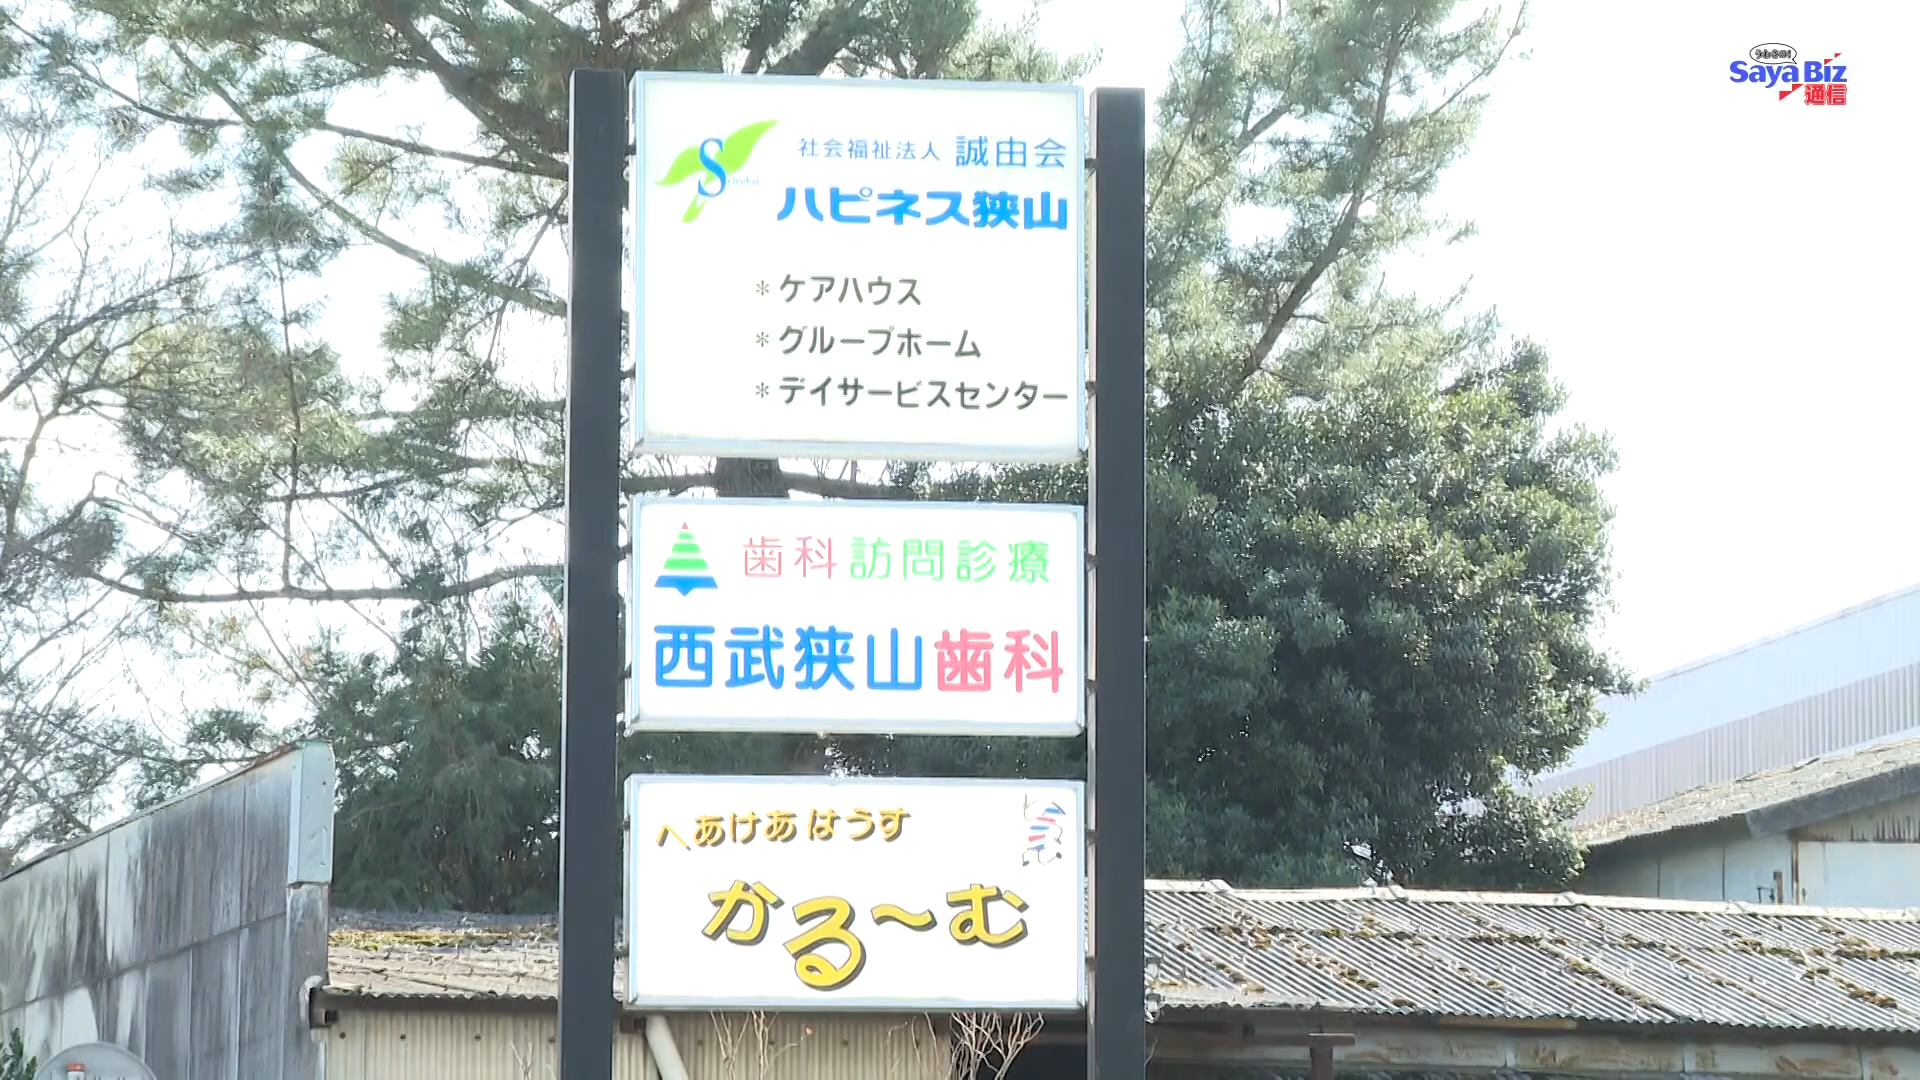 Saya Biz
通信
社会福祉法人 誠由会
ハピネス狭山
*ケアハウス
*グループホーム
*デイサービスセンター
歯科訪問診療
西武狭山歯科
へあけあはうす
かる〜む